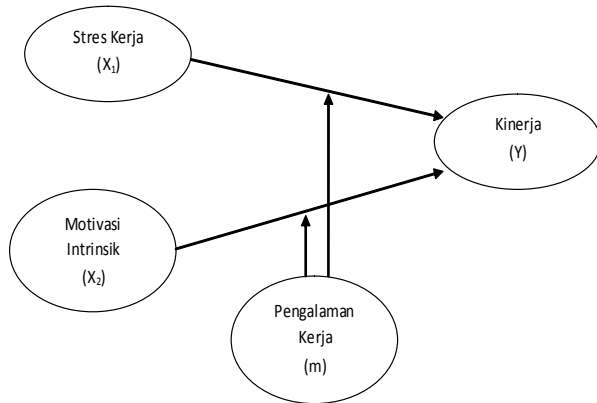 Stres Kerja
(X₁)
Kinerja
(Y)
Motivasi
Intrinsik
(X₂)
Pengalaman
Kerja
(m)